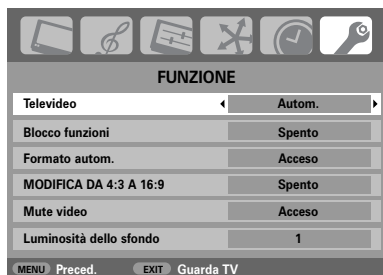 FUNZIONE
Televideo Autom.
Blocco funzioni Spento
Formato autom. Acceso
MODIFICA DA 4:3 A 16:9 Spento
Mute video Acceso
Luminosità dello sfondo 1
MENU Preced. EXIT Guarda TV